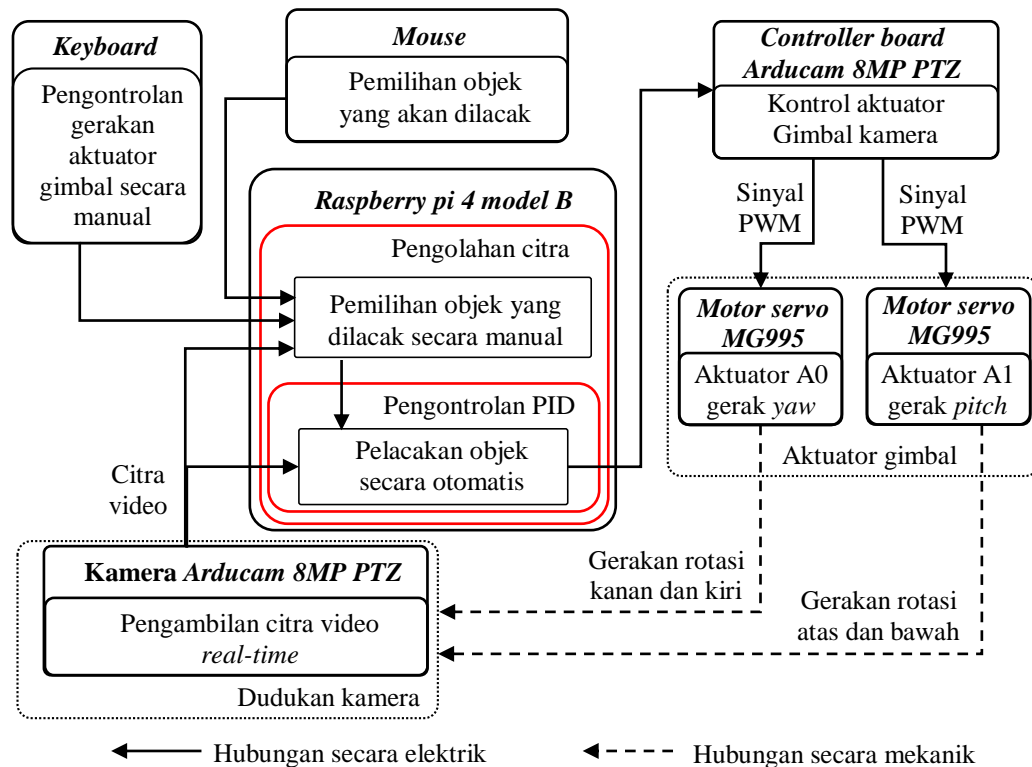 Keyboard
Pengontrolan
gerakan
aktuator
gimbal secara
manual
Mouse
Pemilihan objek
yang akan dilacak
Controller board
Arducam 8MP PTZ
Kontrol aktuator
Gimbal kamera
Raspberry pi 4 model B
Pengolahan citra
Pemilihan objek yang
dilacak secara manual
Pengontrolan PID
Pelacakan objek
secara otomatis
Sinyal
PWM
Sinyal
PWM
Motor servo
MG995
Aktuator A0
gerak yaw
Motor servo
MG995
Aktuator A1
gerak pitch
Aktuator gimbal
Citra
video
Kamera Arducam 8MP PTZ
Pengambilan citra video
real-time
Dudukan kamera
Gerakan rotasi
kanan dan kiri
Gerakan rotasi
atas dan bawah
Hubungan secara elektrik
Hubungan secara mekanik